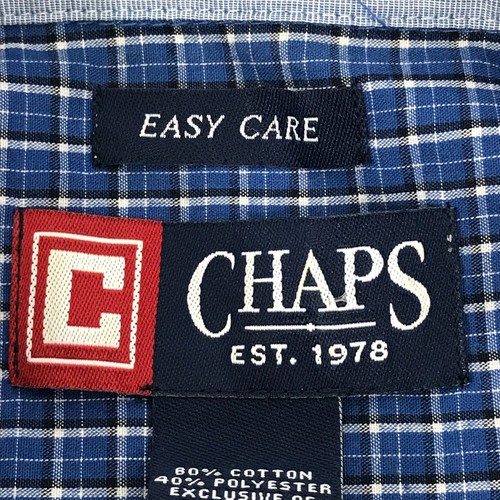 EASY CARE
C
CHAPS
EST. 1978
60% COTTON
40% POLYESTER
EXCLUSIVE OF